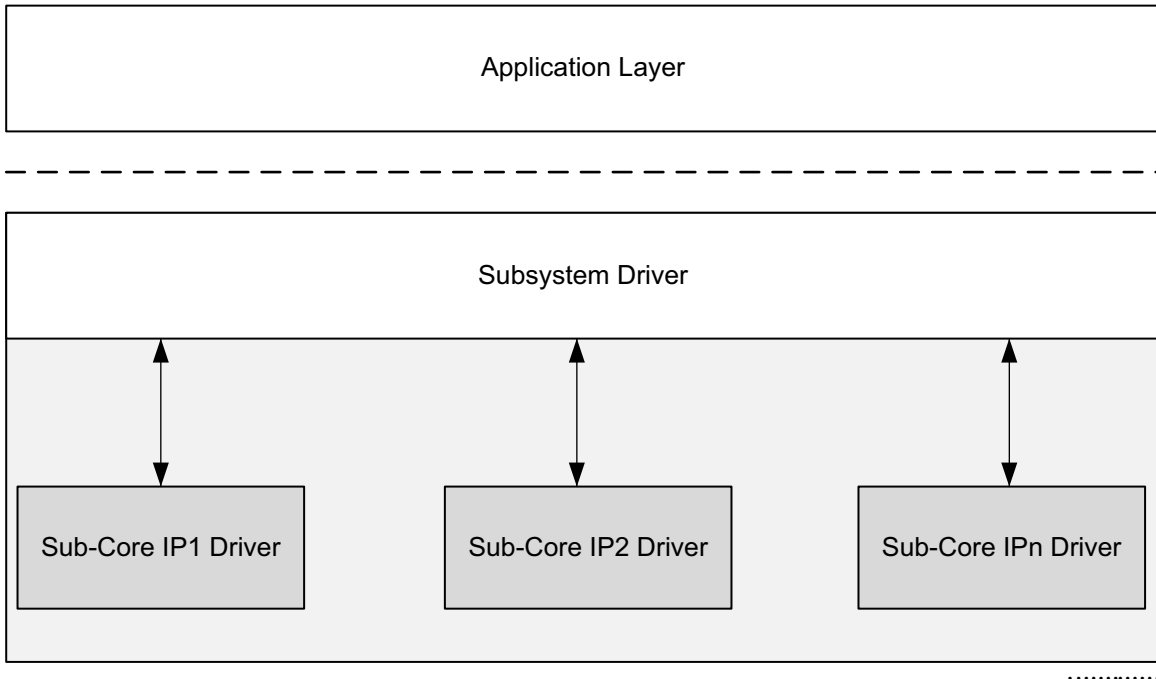 Application Layer
Subsystem Driver
Sub-Core IP1 Driver
Sub-Core IP2 Driver
Sub-Core IPn Driver